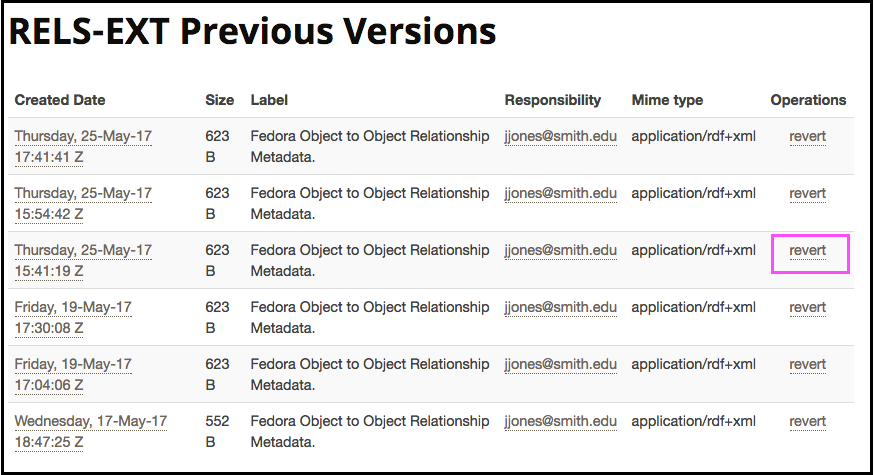 RELS-EXT Previous Versions
Created Date Size Label Responsibility Mime type Operations
Thursday, 25-May-17 623 Fedora Object to Object Relationship jjones@smith.edu application/rdf+xml revert
17:41:41 Z B Metadata.
Thursday, 25-May-17 623 Fedora Object to Object Relationship jjones@smith.edu application/rdf+xml revert
15:54:42 Z B Metadata.
Thursday, 25-May-17 623 Fedora Object to Object Relationship jjones@smith.edu application/rdf+xml revert
15:41:19 Z B Metadata.
Friday, 19-May-17 623 Fedora Object to Object Relationship jjones@smith.edu application/rdf+xml revert
17:30:08 Z B Metadata.
Friday, 19-May-17 623 Fedora Object to Object Relationship jjones@smith.edu application/rdf+xml revert
17:04:06 Z B Metadata.
Wednesday, 17-May-17 552 Fedora Object to Object Relationship jjones@smith.edu application/rdf+xml revert
18:47:25 Z B Metadata.